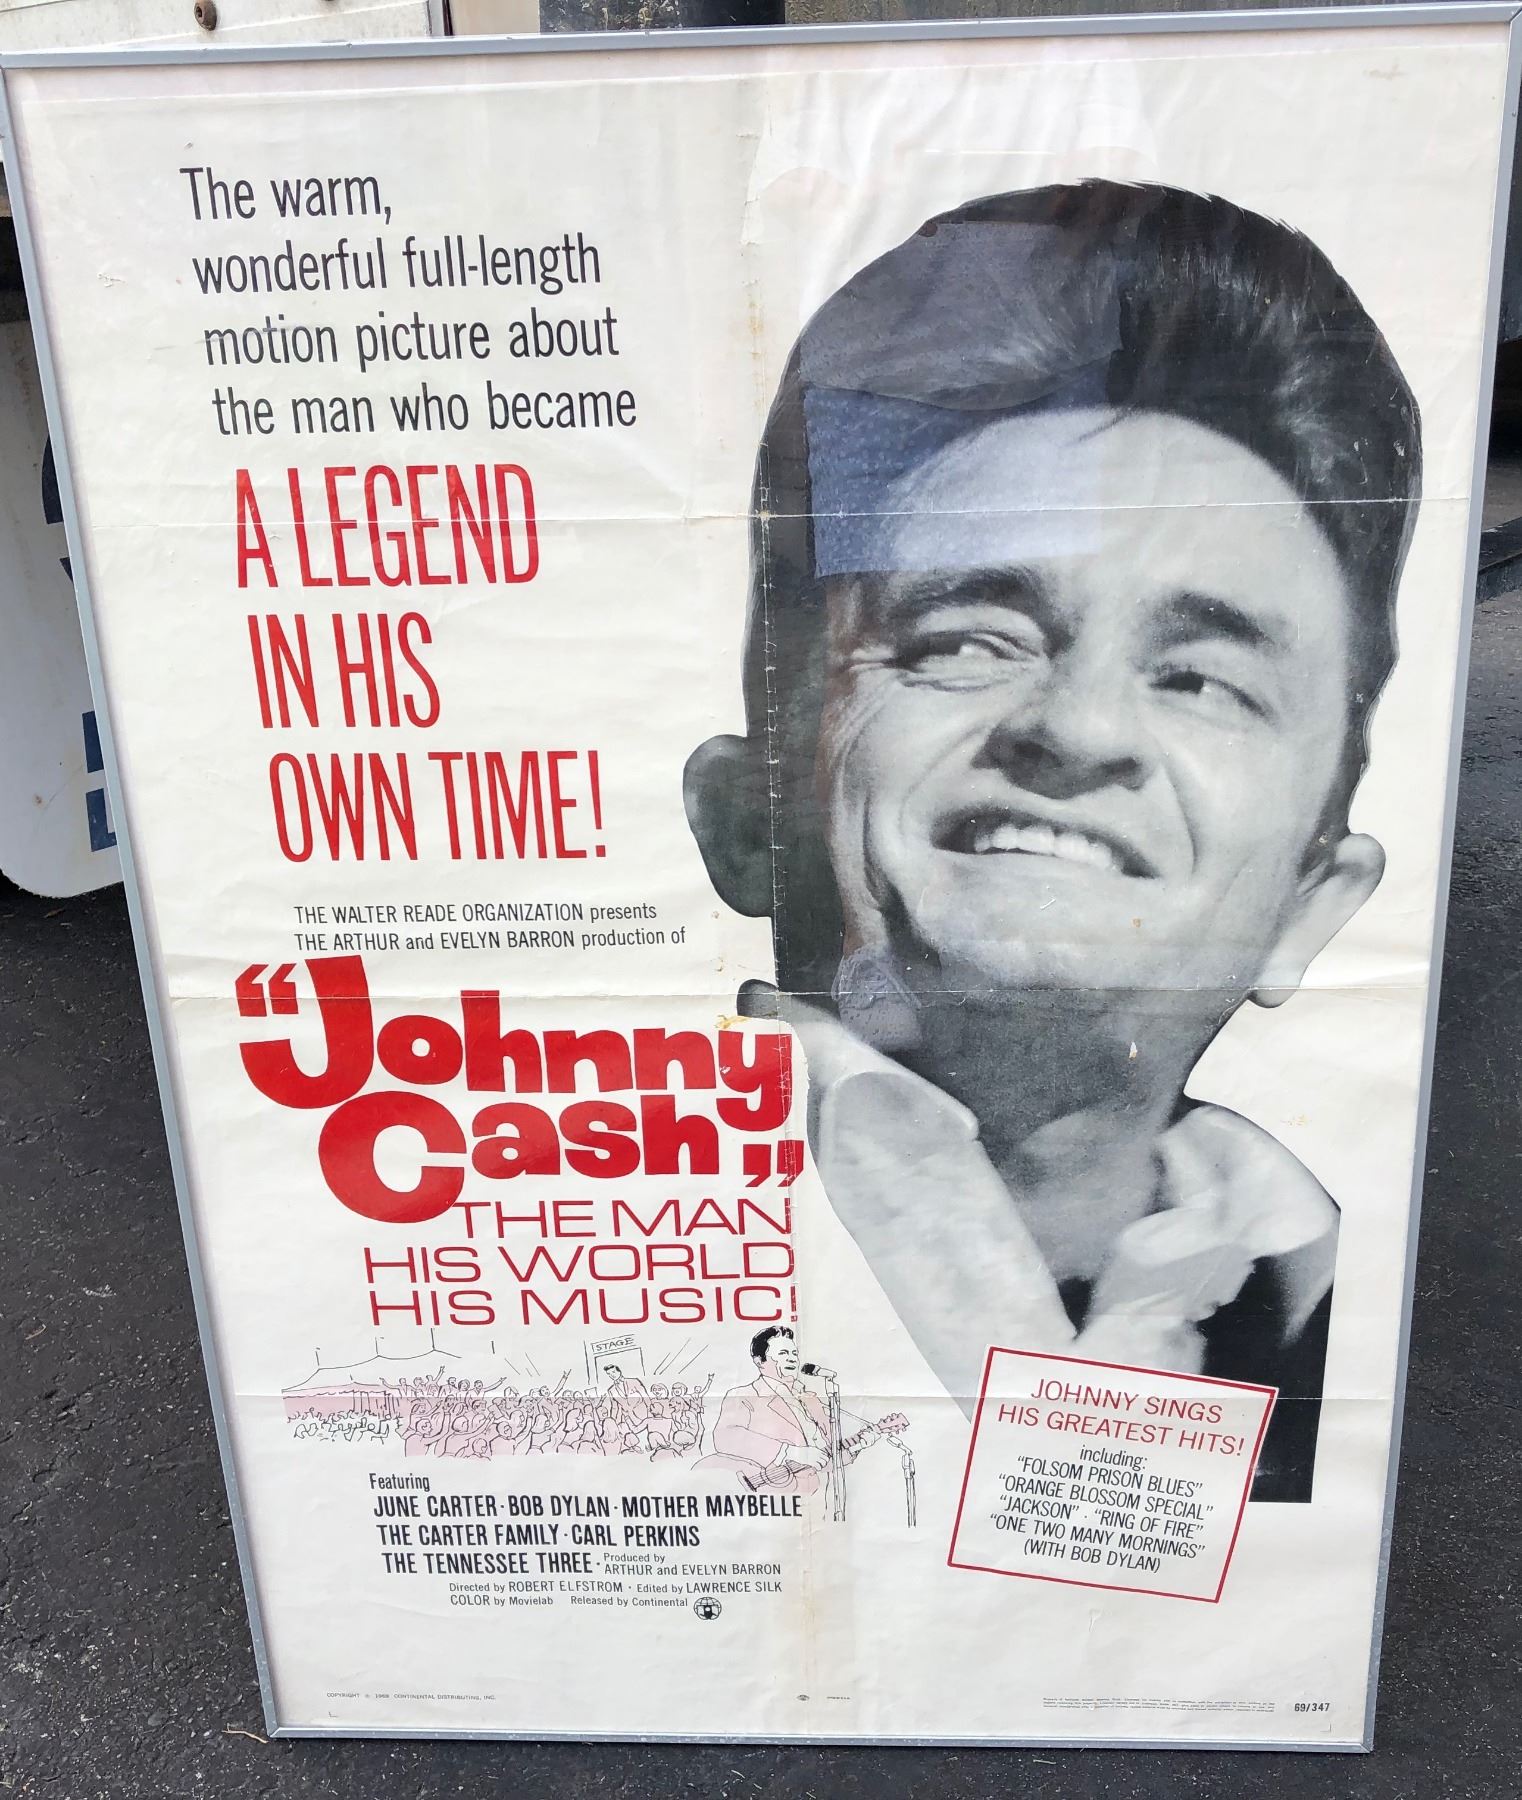 The warm,
wonderful full-length
motion picture about
the man who became
A LEGEND
IN HIS
OWN TIME!
THE WALTER READE ORGANIZATION presents
THE ARTHUR and EVELYN BARRON production of
"Johnny
Cash"
THE MAN
HIS WORLD
HIS MUSIC!
STAGE
Featuring
JUNE CARTER · BOB DYLAN · MOTHER MAYBELLE
THE CARTER FAMILY · CARL PERKINS
THE TENNESSEE THREE · Produced by
ARTHUR and EVELYN BARRON
Directed by ROBERT ELFSTROM · Edited by LAWRENCE SILK
COLOR by Movielab Released by Continental
JOHNNY SINGS
HIS GREATEST HITS!
including:
"FOLSOM PRISON BLUES"
"ORANGE BLOSSOM SPECIAL"
"JACKSON" · "RING OF FIRE"
"ONE TWO MANY MORNINGS"
(WITH BOB DYLAN)
COPYRIGHT © 1969 CONTINENTAL DISTRIBUTING, INC.
69/347